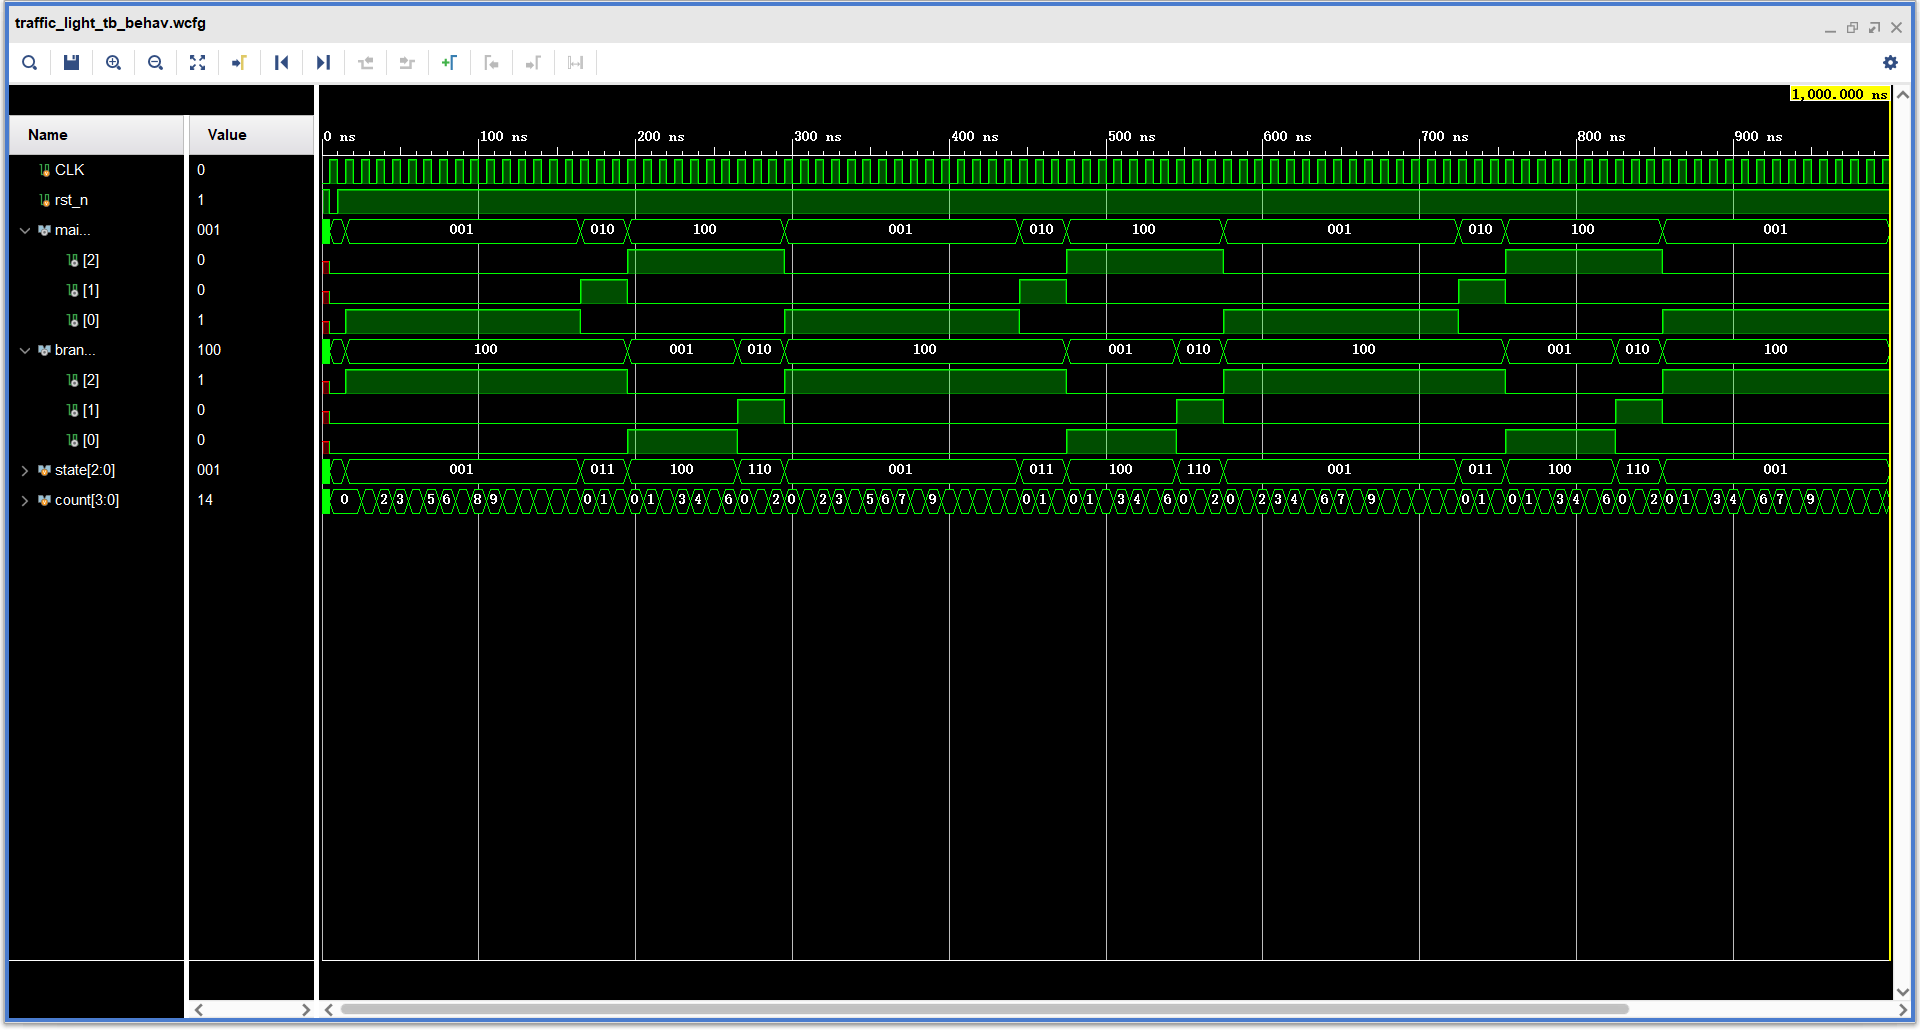 traffic_light_tb_behav.wcfg
1,000.000 ns
Name Value
0 ns 100 ns 200 ns 300 ns 400 ns 500 ns 600 ns 700 ns 800 ns 900 ns
CLK 0
rst_n 1
mai... 001 001 010 100 001 010 100 001 010 100 001
[2] 0
[1] 0
[0] 1
bran... 100 100 001 010 100 001 010 100 001 010 100
[2] 1
[1] 0
[0] 0
state[2:0] 001 001 011 100 110 001 011 100 110 001 011 100 110 001
count[3:0] 14 0 2 3 5 6 8 9 0 1 0 1 3 4 6 0 2 0 2 3 5 6 7 9 0 1 0 1 3 4 6 0 2 0 2 3 4 6 7 9 0 1 0 1 3 4 6 0 2 0 1 3 4 6 7 9